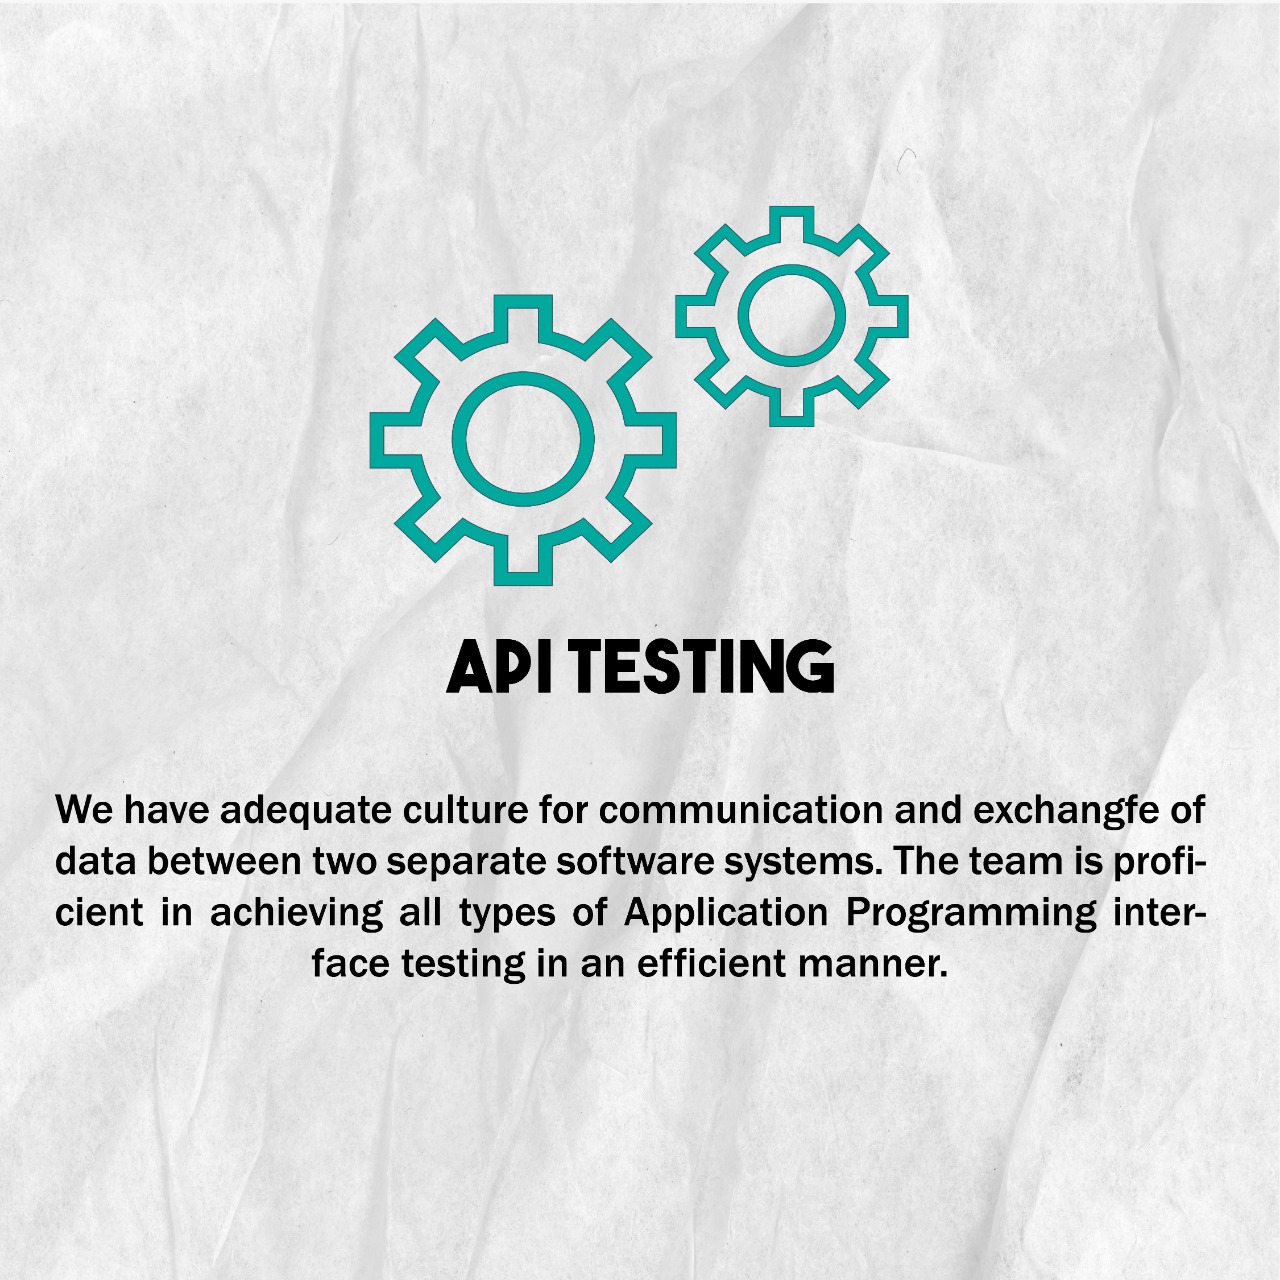 API TESTING
We have adequate culture for communication and exchangfe of
data between two separate software systems. The team is profi-
cient in achieving all types of Application Programming inter-
face testing in an efficient manner.